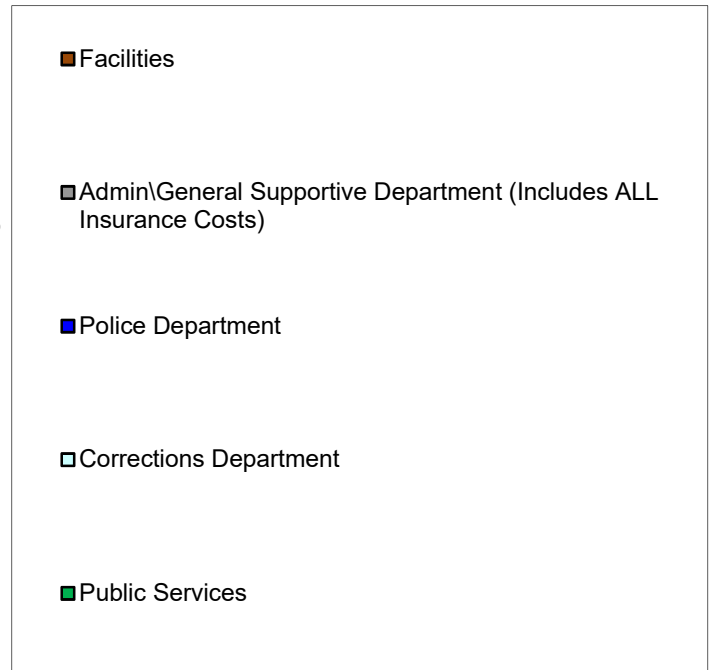 Facilities
Admin\General Supportive Department (Includes ALL
Insurance Costs)
Police Department
Corrections Department
Public Services